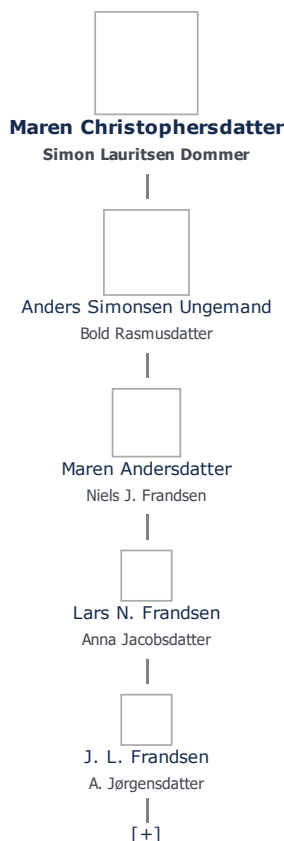 Maren Christophersdatter
Simon Lauritsen Dommer
Anders Simonsen Ungemand
Bold Rasmusdatter
Maren Andersdatter
Niels J. Frandsen
Lars N. Frandsen
Anna Jacobsdatter
J. L. Frandsen
A. Jørgensdatter
[+]